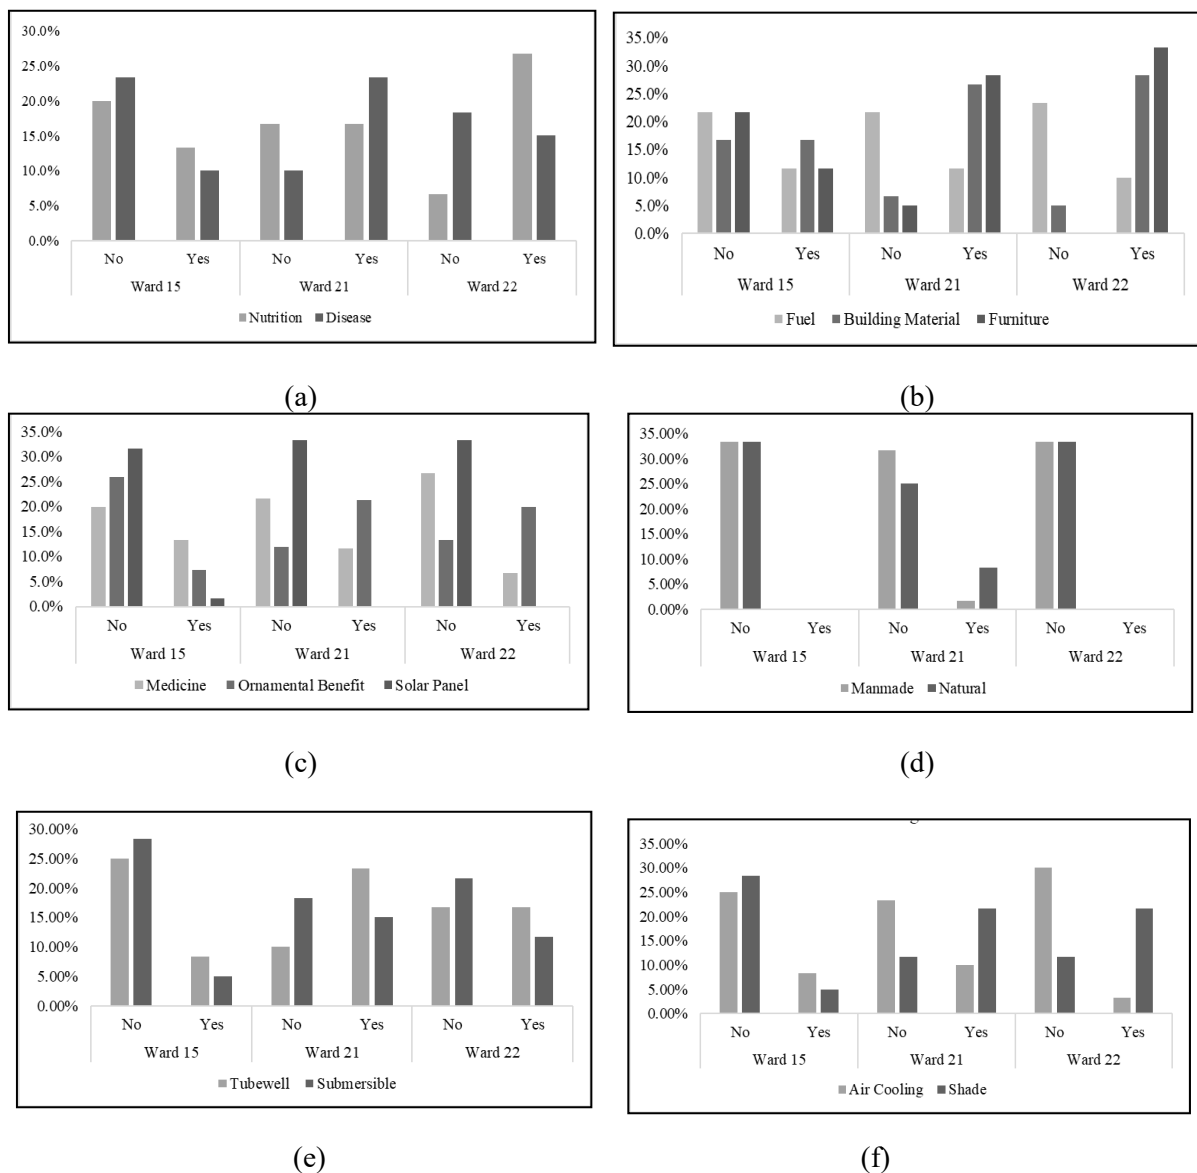 30.0%
25.0%
20.0%
15.0%
10.0%
5.0%
0.0%
No Yes No Yes No Yes
Ward 15 Ward 21 Ward 22
Nutrition Disease
(a)
35.0%
30.0%
25.0%
20.0%
15.0%
10.0%
5.0%
0.0%
No Yes No Yes No Yes
Ward 15 Ward 21 Ward 22
Fuel Building Material Furniture
(b)
35.0%
30.0%
25.0%
20.0%
15.0%
10.0%
5.0%
0.0%
No Yes No Yes No Yes
Ward 15 Ward 21 Ward 22
Medicine Ornamental Benefit Solar Panel
(c)
35.00%
30.00%
25.00%
20.00%
15.00%
10.00%
5.00%
0.00%
No Yes No Yes No Yes
Ward 15 Ward 21 Ward 22
Manmade Natural
(d)
30.00%
25.00%
20.00%
15.00%
10.00%
5.00%
0.00%
No Yes No Yes No Yes
Ward 15 Ward 21 Ward 22
Tubewell Submersible
(e)
35.00%
30.00%
25.00%
20.00%
15.00%
10.00%
5.00%
0.00%
No Yes No Yes No Yes
Ward 15 Ward 21 Ward 22
Air Cooling Shade
(f)